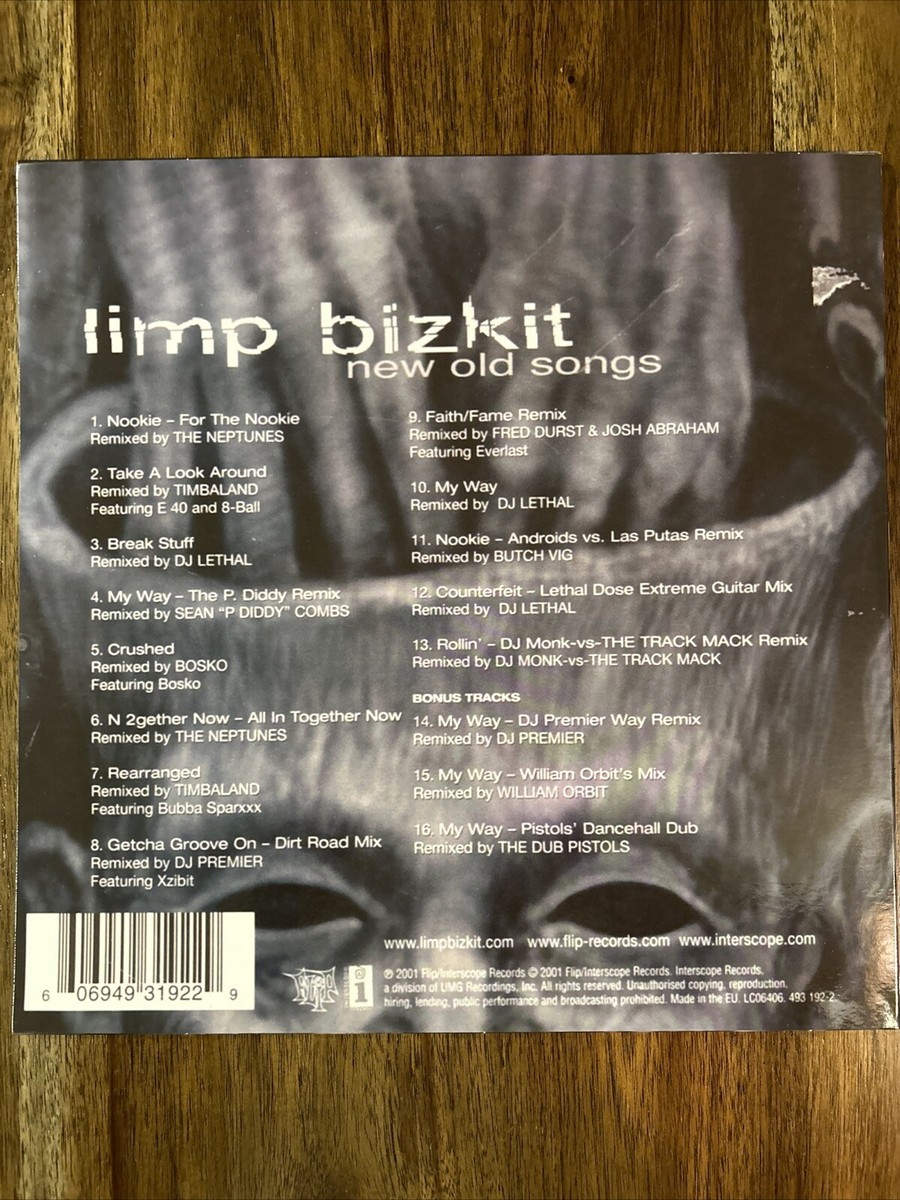 limp bizkit
new old songs
1. Nookie – For The Nookie
Remixed by THE NEPTUNES
2. Take A Look Around
Remixed by TIMBALAND
Featuring E 40 and 8-Ball
3. Break Stuff
Remixed by DJ LETHAL
4. My Way – The P. Diddy Remix
Remixed by SEAN “P DIDDY” COMBS
5. Crushed
Remixed by BOSKO
Featuring Bosko
6. N 2gether Now – All In Together Now
Remixed by THE NEPTUNES
7. Rearranged
Remixed by TIMBALAND
Featuring Bubba Sparxxx
8. Getcha Groove On – Dirt Road Mix
Remixed by DJ PREMIER
Featuring Xzibit
9. Faith/Fame Remix
Remixed by FRED DURST & JOSH ABRAHAM
Featuring Everlast
10. My Way
Remixed by DJ LETHAL
11. Nookie – Androids vs. Las Putas Remix
Remixed by BUTCH VIG
12. Counterfeit – Lethal Dose Extreme Guitar Mix
Remixed by DJ LETHAL
13. Rollin’ – DJ Monk-vs-THE TRACK MACK Remix
Remixed by DJ MONK-vs-THE TRACK MACK
BONUS TRACKS
14. My Way – DJ Premier Way Remix
Remixed by DJ PREMIER
15. My Way – William Orbit’s Mix
Remixed by WILLIAM ORBIT
16. My Way – Pistols’ Dancehall Dub
Remixed by THE DUB PISTOLS
www.limpbizkit.com www.flip-records.com www.interscope.com
6 06949 31922 9
FLIP
i
℗ 2001 Flip/Interscope Records © 2001 Flip/Interscope Records. Interscope Records,
a division of UMG Recordings, Inc. All rights reserved. Unauthorised copying, reproduction,
hiring, lending, public performance and broadcasting prohibited. Made in the EU. LC06406. 493 192-2.